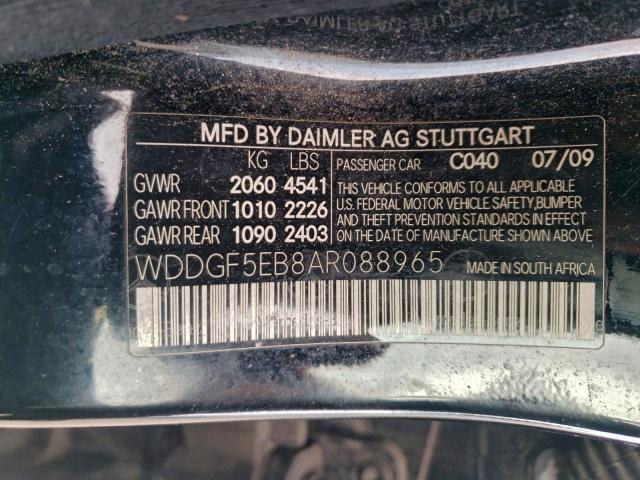 MFD BY DAIMLER AG STUTTGART
KG LBS
GVWR 2060 4541
GAWR FRONT 1010 2226
GAWR REAR 1090 2403
PASSENGER CAR C040 07/09
THIS VEHICLE CONFORMS TO ALL APPLICABLE
U.S. FEDERAL MOTOR VEHICLE SAFETY,BUMPER
AND THEFT PREVENTION STANDARDS IN EFFECT
ON THE DATE OF MANUFACTURE SHOWN ABOVE.
WDDGF5EB8AR088965 MADE IN SOUTH AFRICA